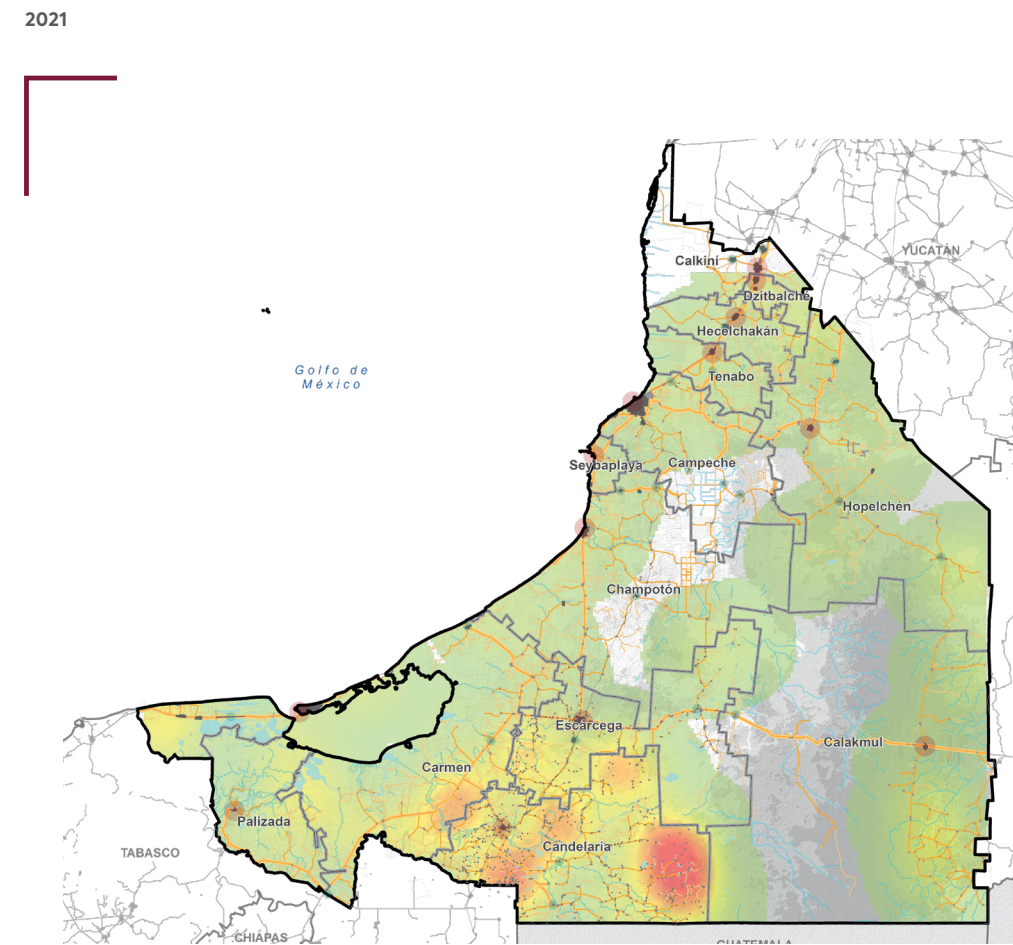 2021
YUCATÁN
Calkiní
Dzitbalché
Hecelchakán
Golfo de
México
Tenabo
Seybaplaya
Campeche
Hopelchén
Champotón
Escárcega
Calakmul
Carmen
Palizada
Candelaria
TABASCO
CHIAPAS
GUATEMALA